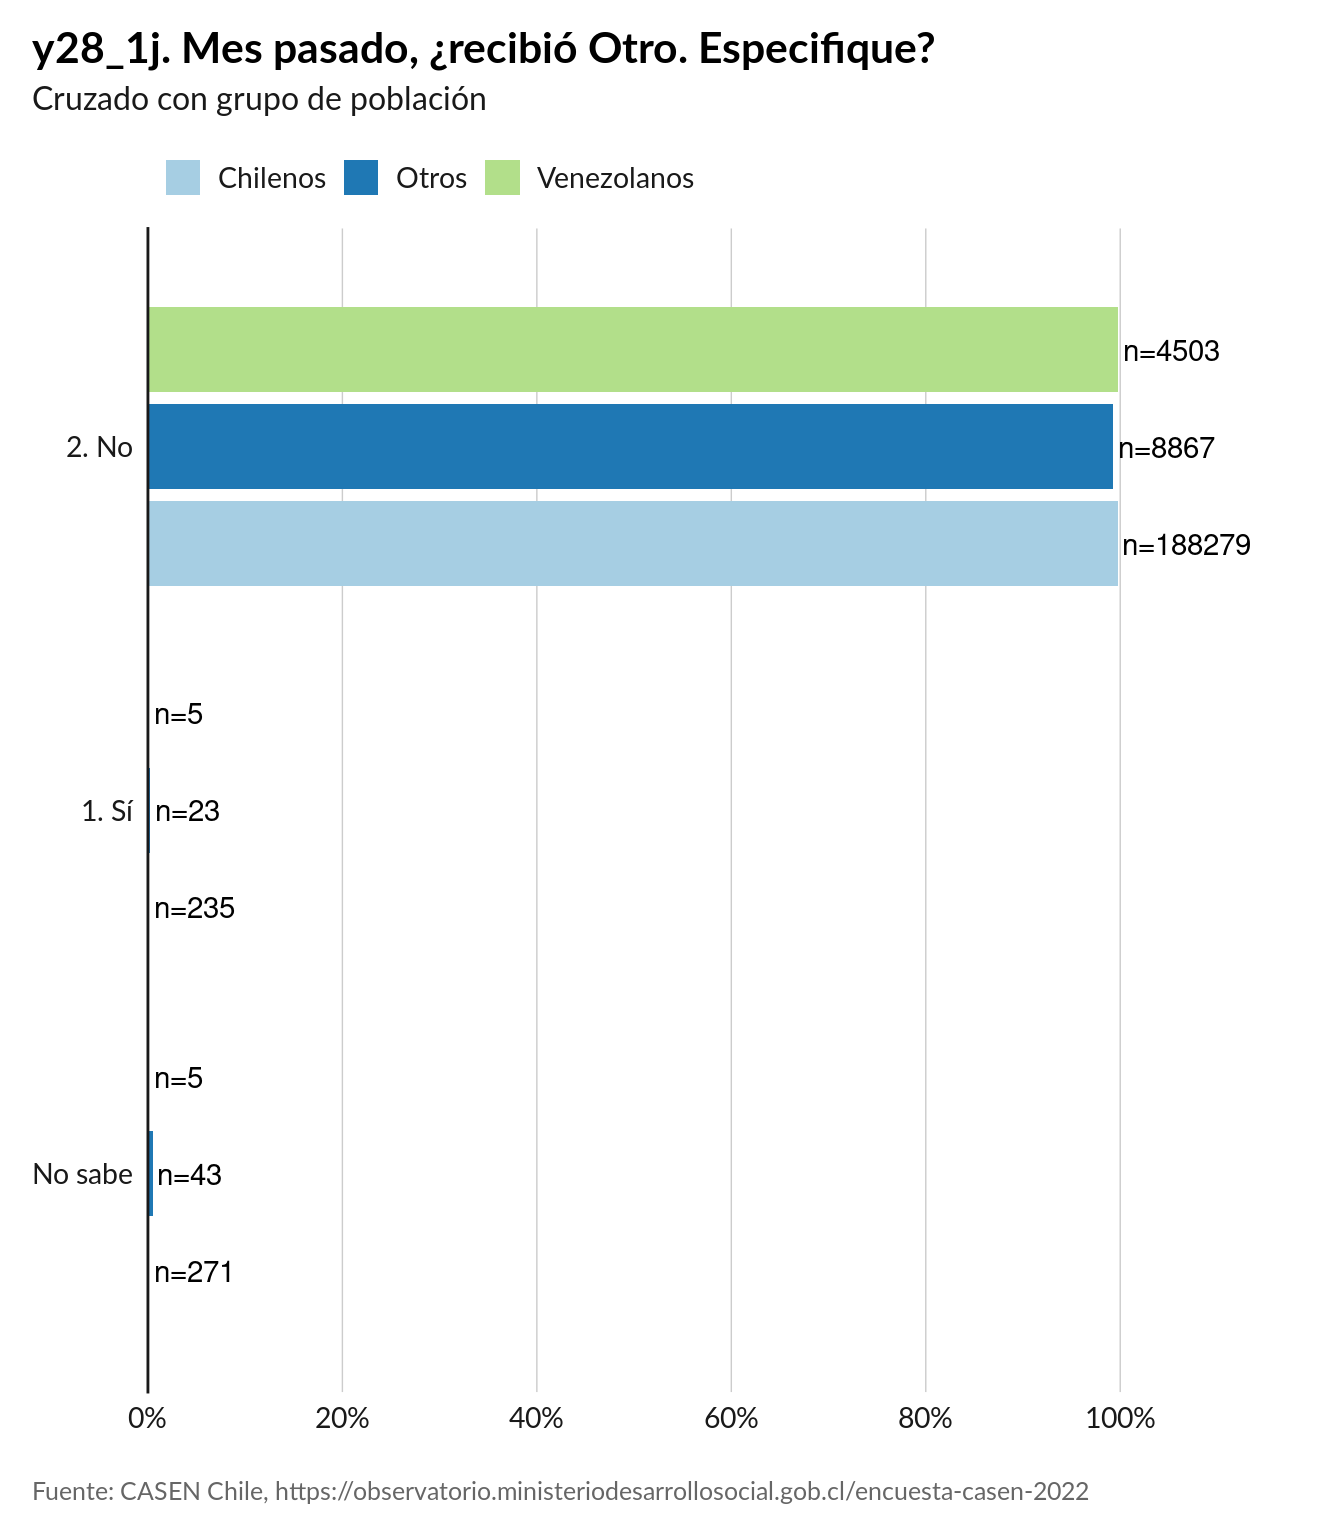 y28_1j. Mes pasado, ¿recibió Otro. Especifique?
Cruzado con grupo de población
Chilenos Otros Venezolanos
n=4503
2. No n=8867
n=188279
n=5
1. Sí n=23
n=235
n=5
No sabe n=43
n=271
0% 20% 40% 60% 80% 100%
Fuente: CASEN Chile, https://observatorio.ministeriodesarrollosocial.gob.cl/encuesta-casen-2022